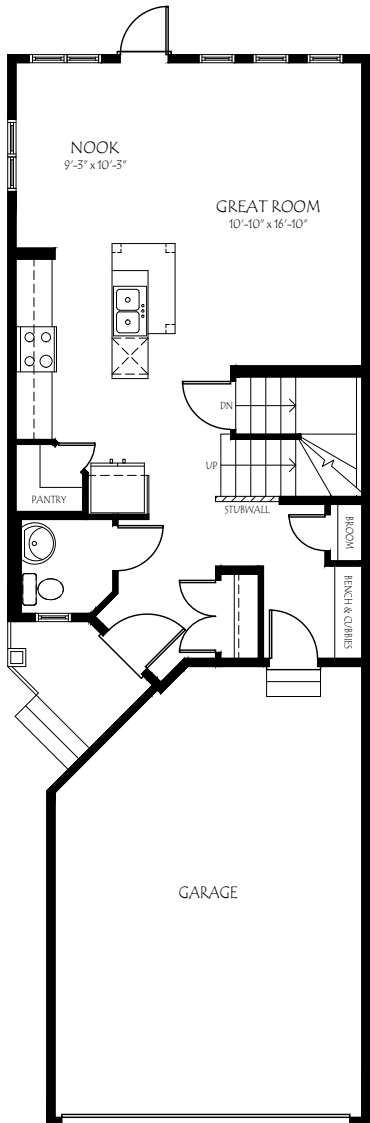 NOOK
9'-3" x 10'-3"
GREAT ROOM
10'-10" x 16'-10"
DN
UP
PANTRY
STUBWALL
BROOM
BENCH & CUBBIES
GARAGE